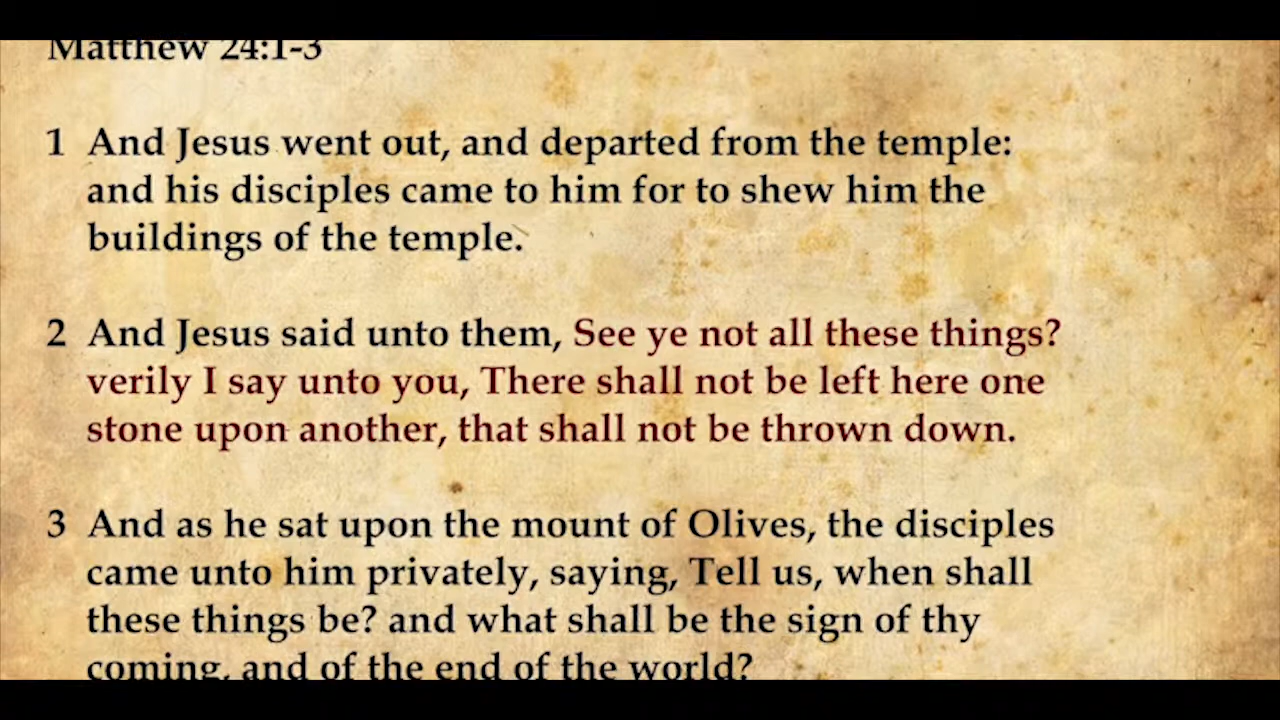 Matthew 24:1-3
1 And Jesus went out, and departed from the temple:
and his disciples came to him for to shew him the
buildings of the temple.
2 And Jesus said unto them, See ye not all these things?
verily I say unto you, There shall not be left here one
stone upon another, that shall not be thrown down.
3 And as he sat upon the mount of Olives, the disciples
came unto him privately, saying, Tell us, when shall
these things be? and what shall be the sign of thy
coming, and of the end of the world?